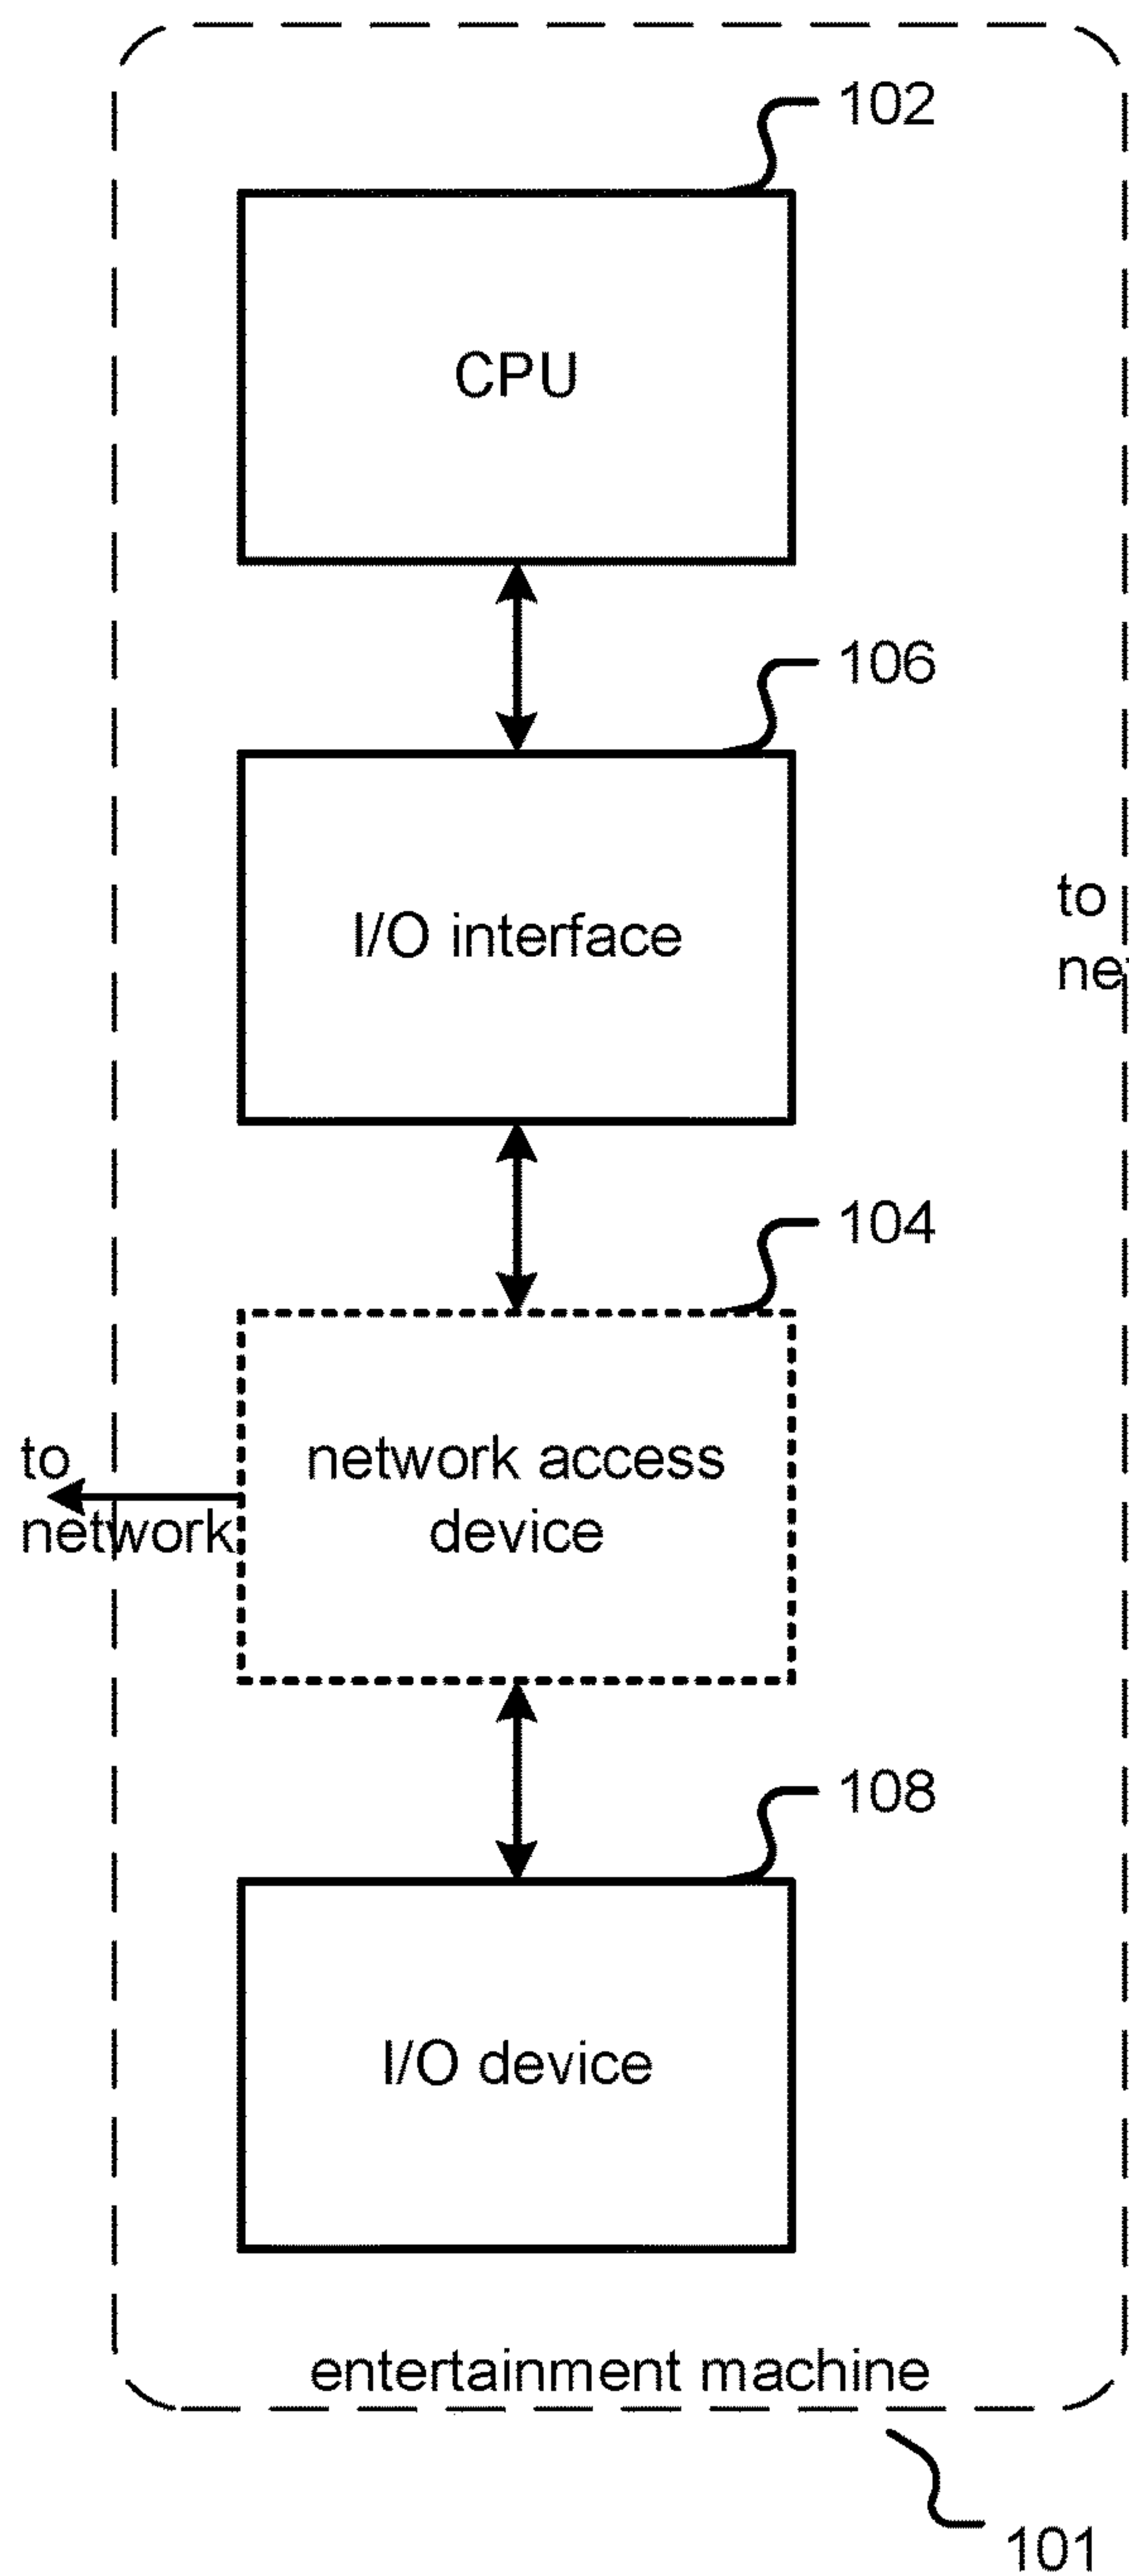 102
CPU
106
I/O interface
to
104
network access
device
to
network
108
I/O device
entertainment machine
101